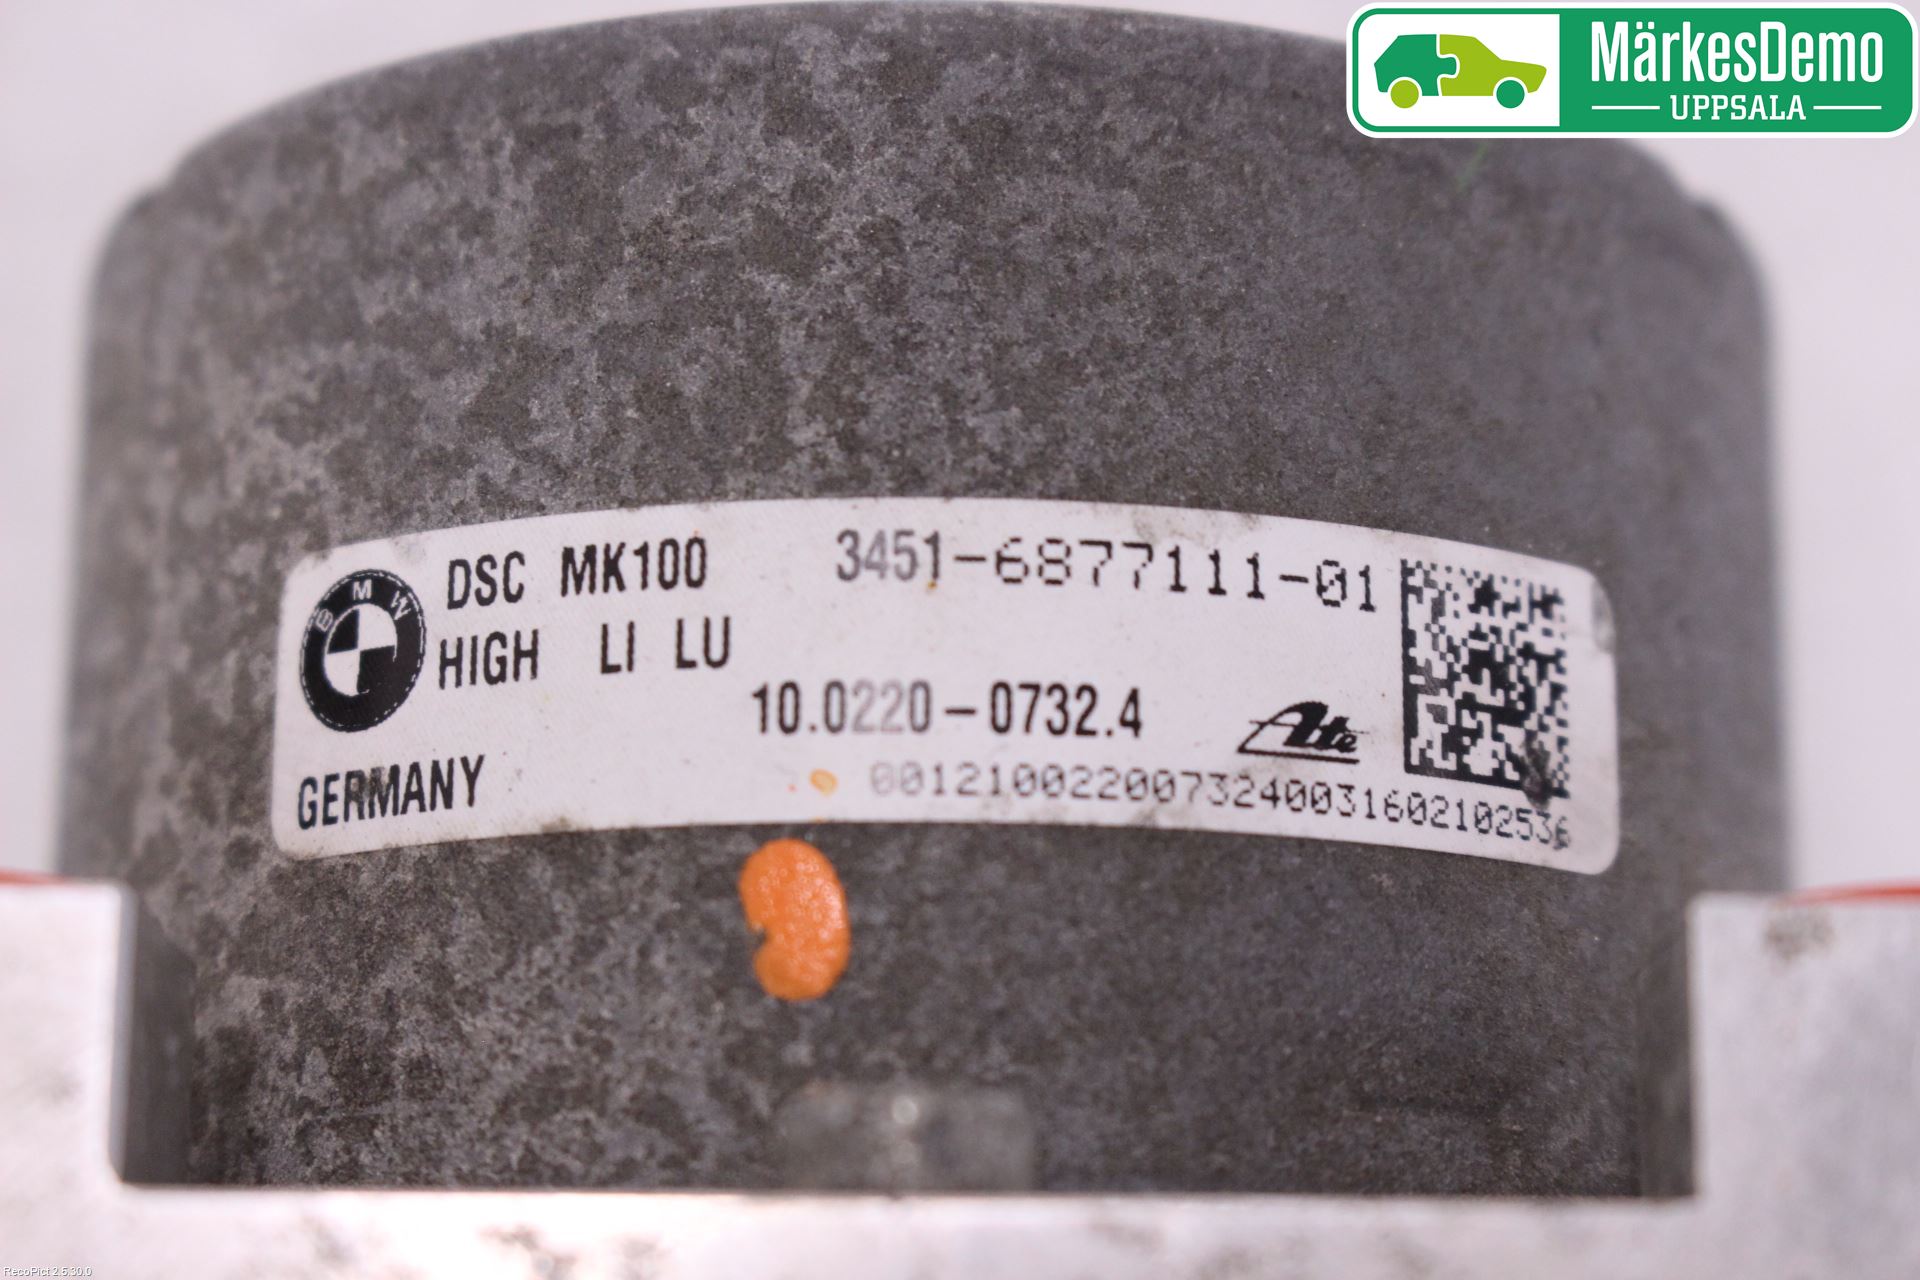 MärkesDemo
UPPSALA
BMW
DSC MK100 3451-6877111-01
HIGH LI LU
10.0220-0732.4 Ate
GERMANY 0012100220073240031602102536
RecoPict 2.5.30.0